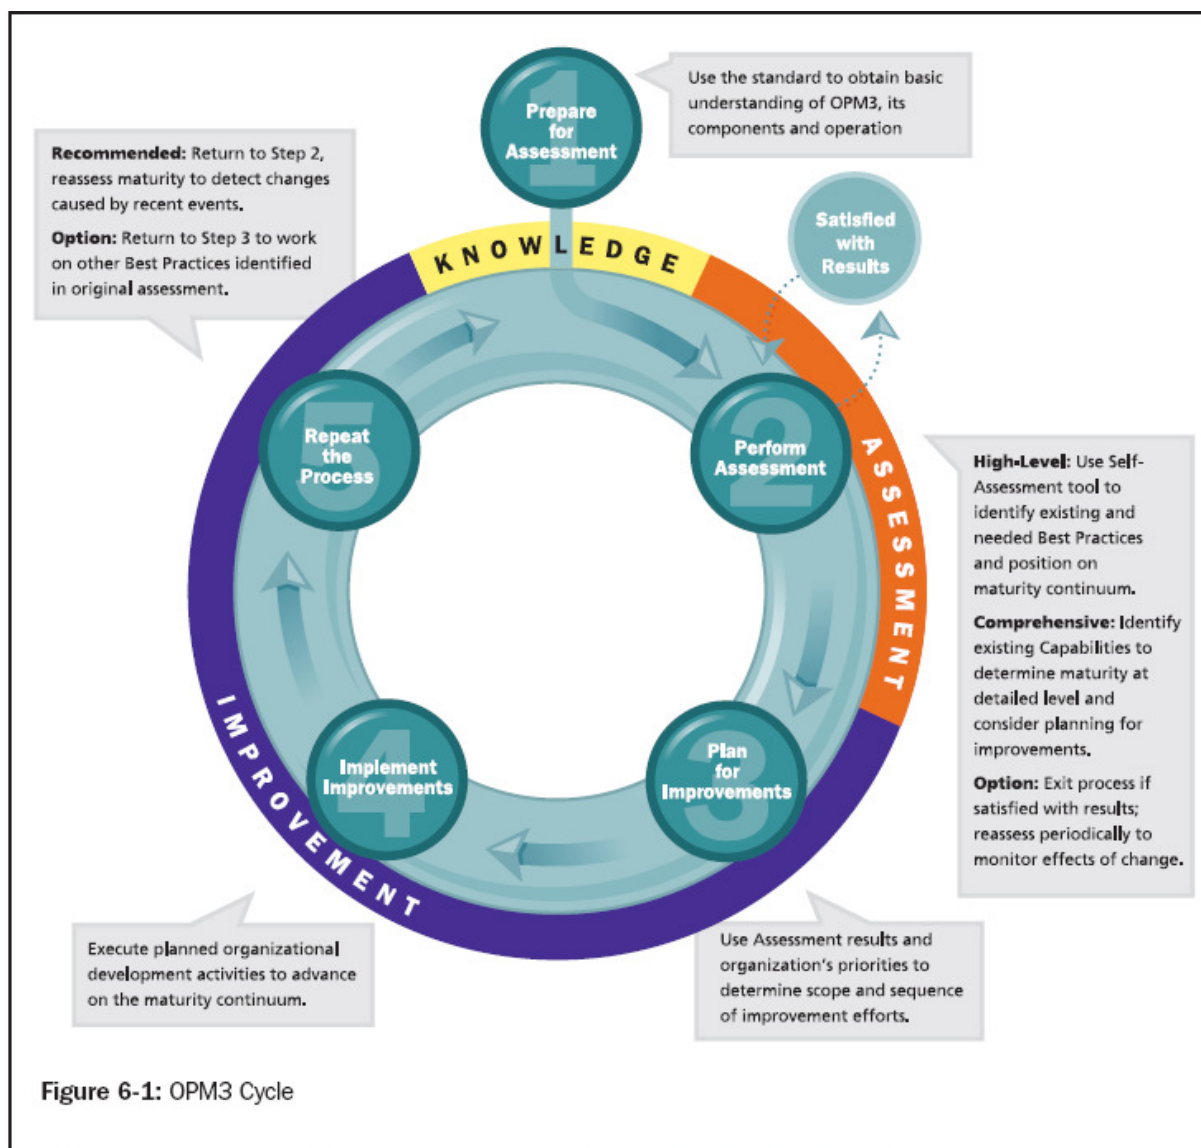 1
Prepare
for
Assessment
Use the standard to obtain basic
understanding of OPM3, its
components and operation
Recommended: Return to Step 2,
reassess maturity to detect changes
caused by recent events.
Option: Return to Step 3 to work
on other Best Practices identified
in original assessment.
Satisfied
with
Results
KNOWLEDGE
ASSESSMENT
IMPROVEMENT
2
Perform
Assessment
High-Level: Use Self-
Assessment tool to
identify existing and
needed Best Practices
and position on
maturity continuum.
Comprehensive: Identify
existing Capabilities to
determine maturity at
detailed level and
consider planning for
improvements.
Option: Exit process if
satisfied with results;
reassess periodically to
monitor effects of change.
3
Plan
for
Improvements
Use Assessment results and
organization's priorities to
determine scope and sequence
of improvement efforts.
4
Implement
Improvements
Execute planned organizational
development activities to advance
on the maturity continuum.
5
Repeat
the
Process
Figure 6-1: OPM3 Cycle